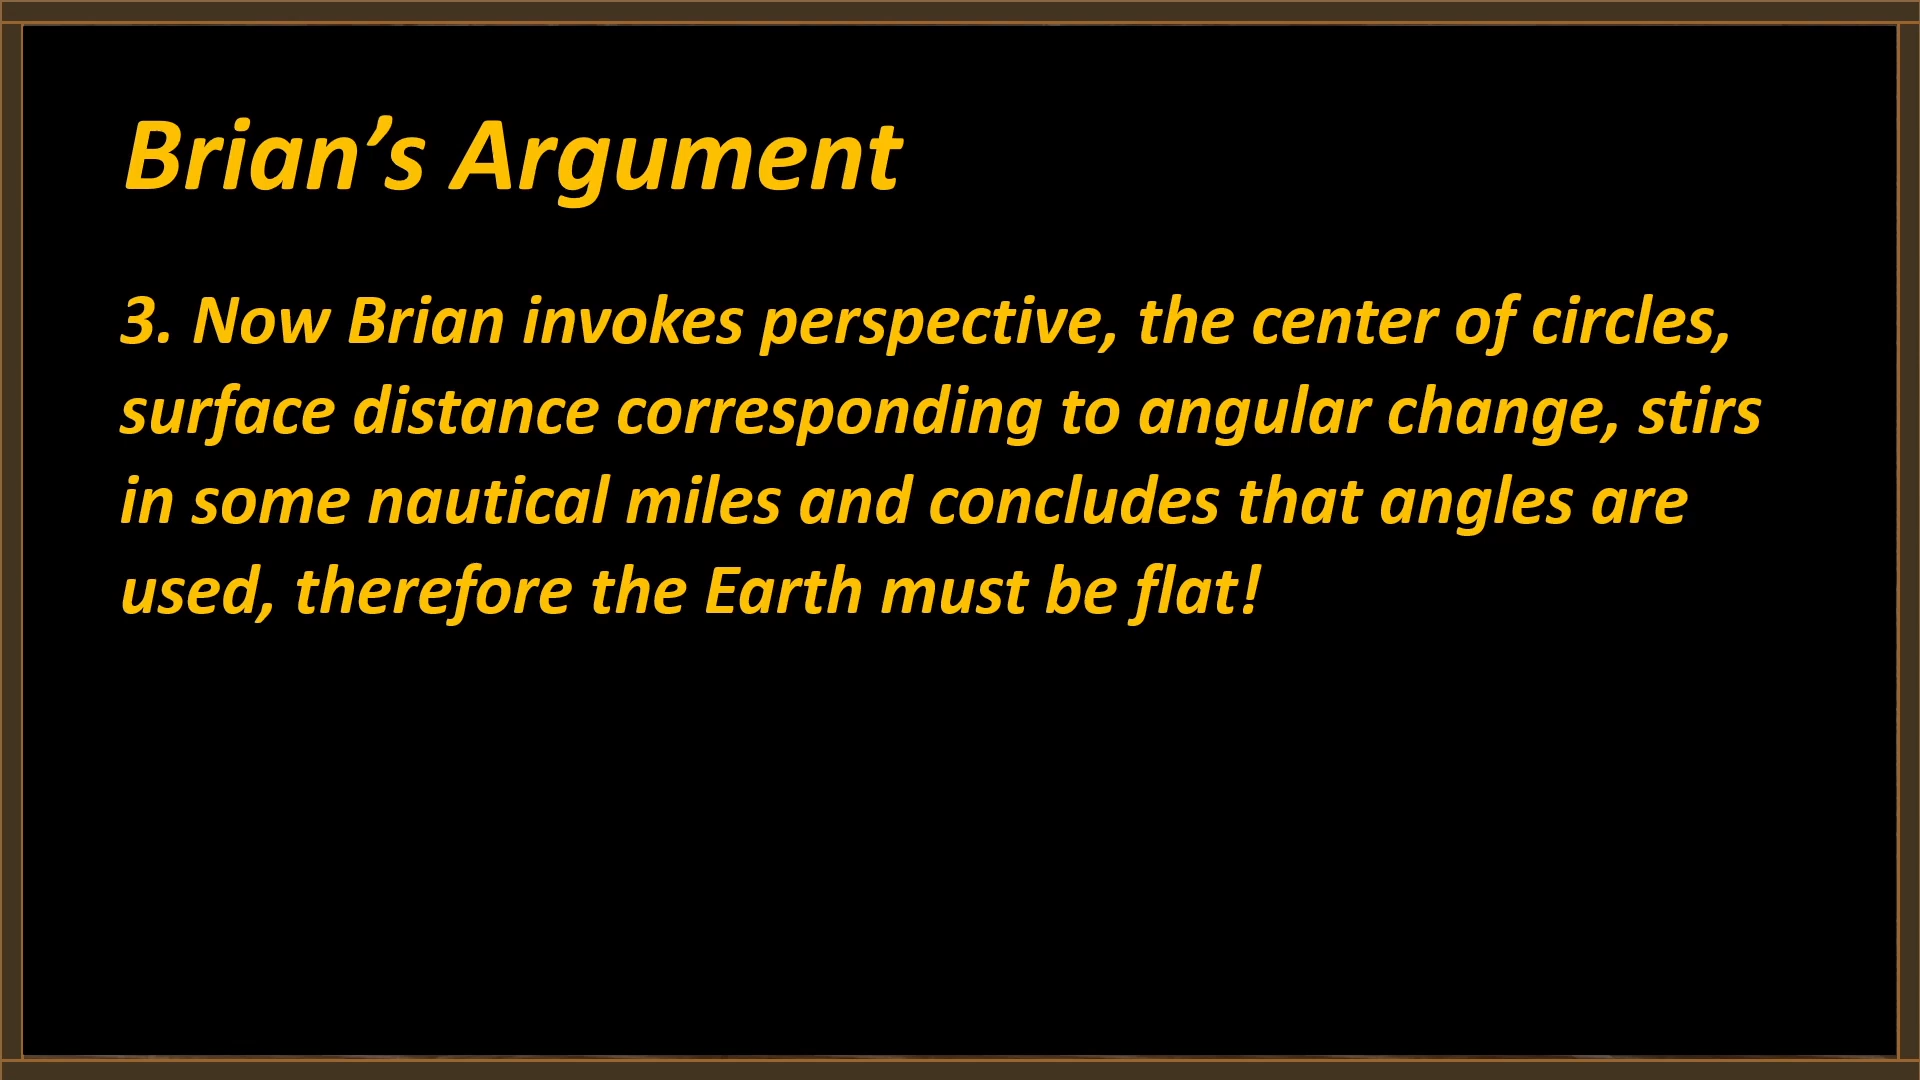 Brian’s Argument
3. Now Brian invokes perspective, the center of circles,
surface distance corresponding to angular change, stirs
in some nautical miles and concludes that angles are
used, therefore the Earth must be flat!